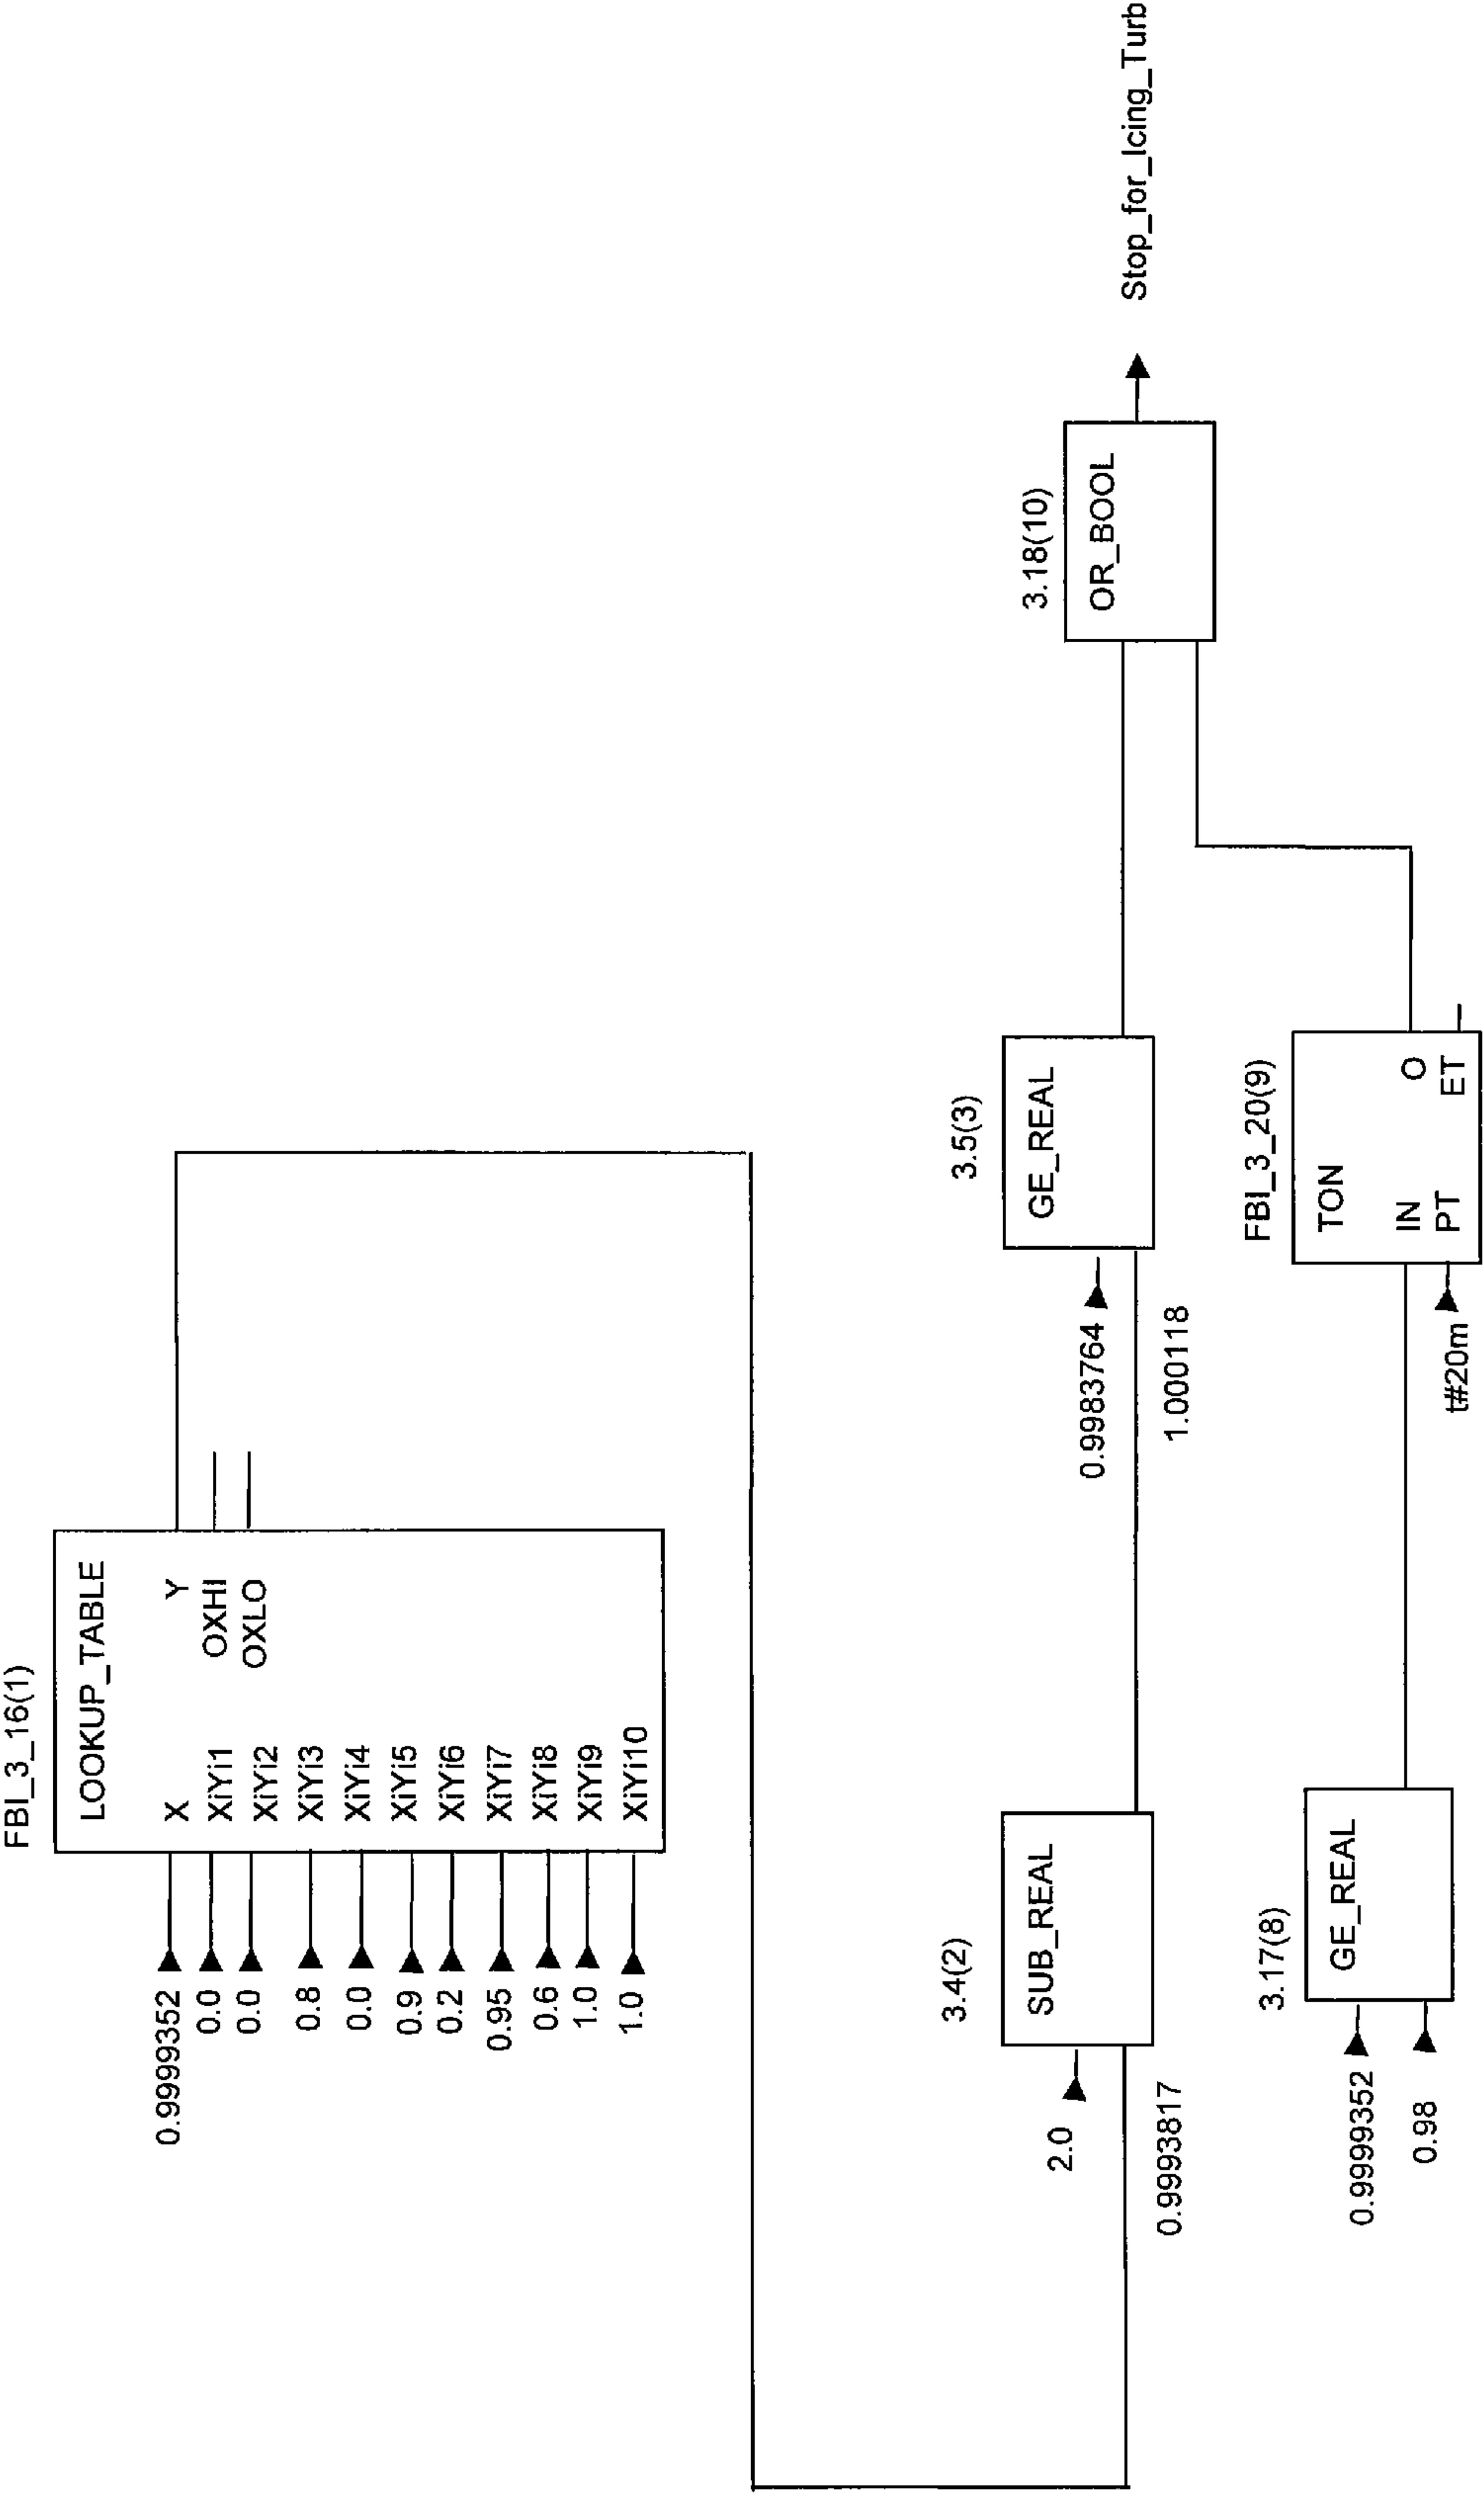 FBI_3_16(1)
LOOKUP_TABLE
0.9999352
X
Y
0.0
XiYi1
OXHI
0.0
XiYi2
OXLO
0.8
XiYi3
0.0
XiYi4
0.9
XiYi5
0.2
XiYi6
0.95
XiYi7
0.6
XiYi8
1.0
XiYi9
1.0
XiYi10
3.4(2)
SUB_REAL
2.0
0.9993817
3.5(3)
GE_REAL
0.9983764
1.000118
3.18(10)
OR_BOOL
Stop_for_Icing_Turb
3.17(8)
GE_REAL
0.9999352
0.98
FBI_3_20(9)
TON
IN
O
t#20m
PT
ET